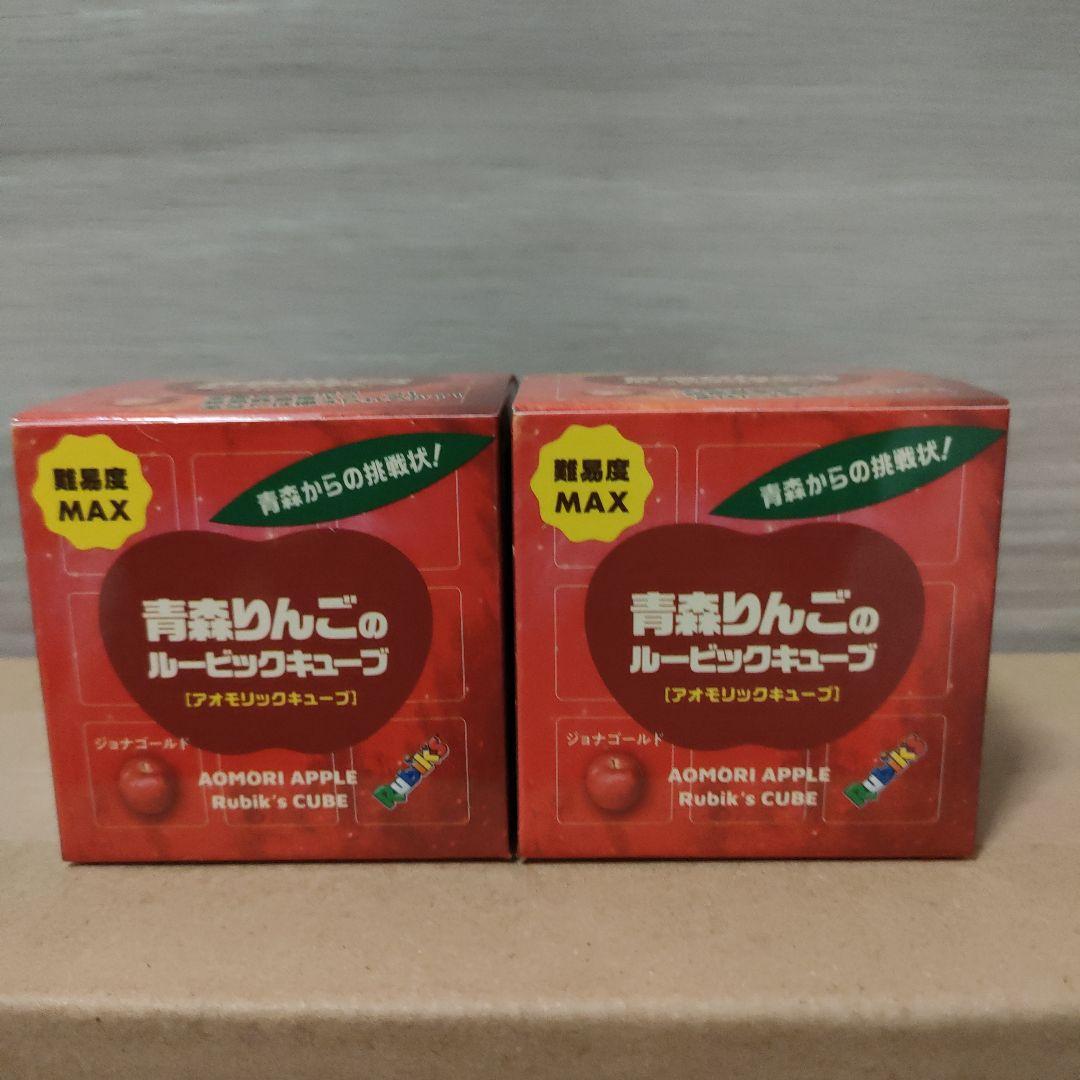 難易度
MAX
青森からの挑戦状!
青森りんごの
ルービックキューブ
[アオモリックキューブ]
ジョナゴールド
AOMORI APPLE
Rubik's CUBE
Rubik's
難易度
MAX
青森からの挑戦状!
青森りんごの
ルービックキューブ
[アオモリックキューブ]
ジョナゴールド
AOMORI APPLE
Rubik's CUBE
Rubik's